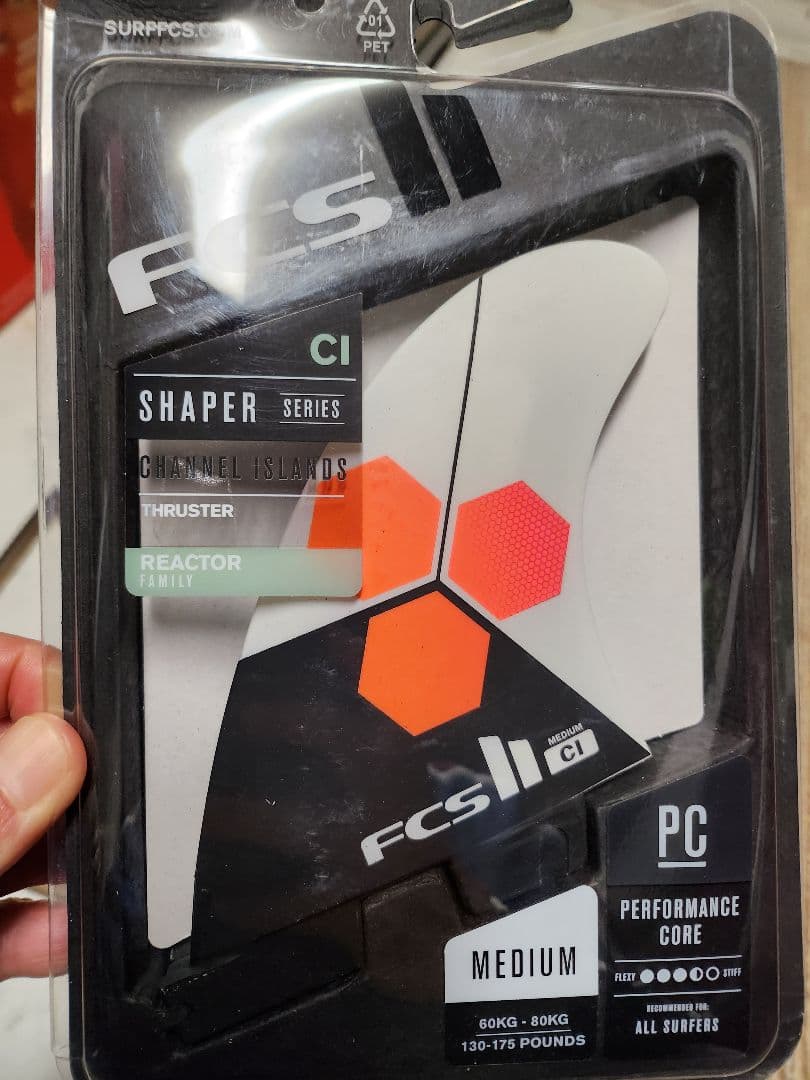 SURFFCS.COM
01
PET
FCS II
CI
SHAPER SERIES
CHANNEL ISLANDS
THRUSTER
REACTOR
FAMILY
MEDIUM
CI
FCS II
PC
PERFORMANCE
CORE
FLEXY STIFF
RECOMMENDED FOR:
ALL SURFERS
MEDIUM
60KG - 80KG
130-175 POUNDS